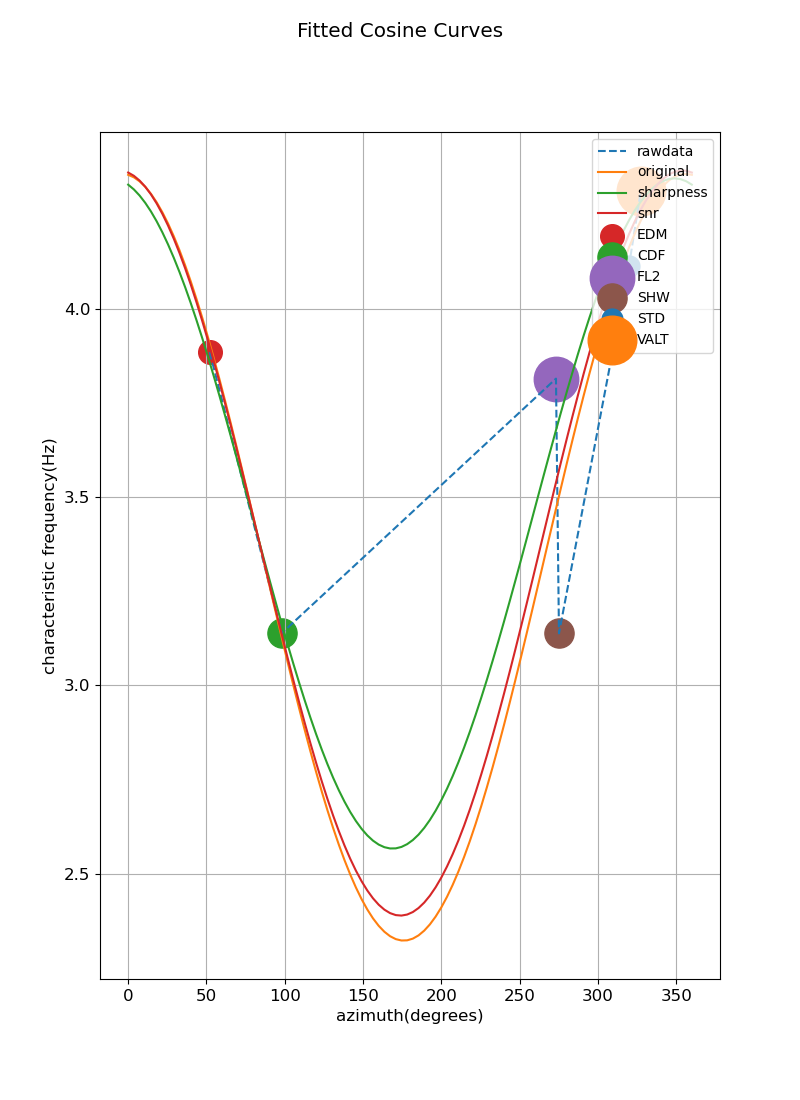 Fitted Cosine Curves
rawdata
original
sharpness
snr
EDM
CDF
FL2
SHW
STD
VALT
characteristic frequency(Hz)
4.0
3.5
3.0
2.5
0 50 100 150 200 250 300 350
azimuth(degrees)